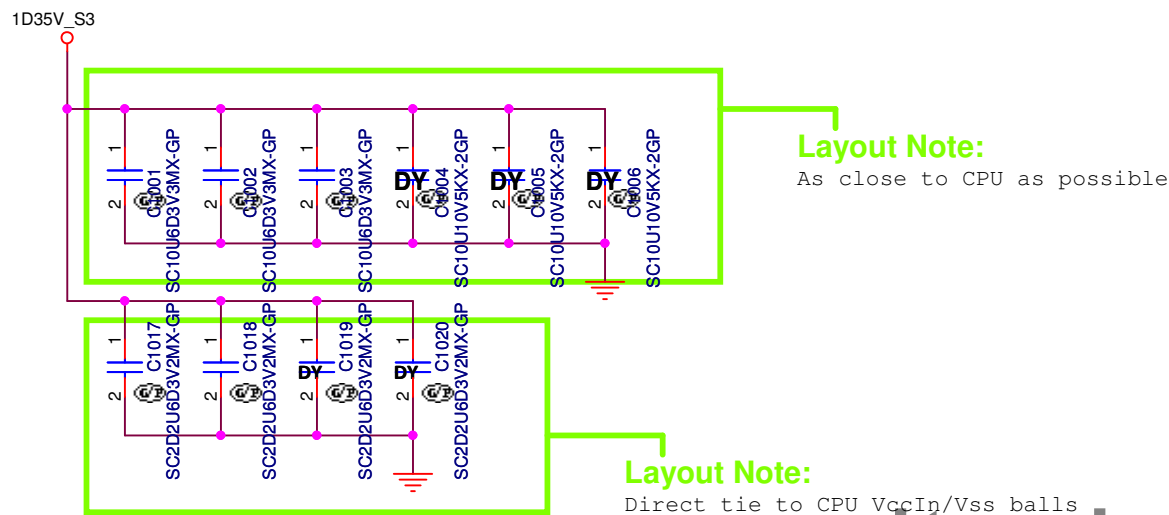 1D35V_S3
1
2
C1001
SC10U6D3V3MX-GP
1
2
C1002
SC10U6D3V3MX-GP
1
2
C1003
SC10U6D3V3MX-GP
1
2
DY
C1004
SC10U10V5KX-2GP
1
2
DY
C1005
SC10U10V5KX-2GP
1
2
DY
C1006
SC10U10V5KX-2GP
Layout Note:
As close to CPU as possible
1
2
C1017
SC2D2U6D3V2MX-GP
1
2
C1018
SC2D2U6D3V2MX-GP
1
2
DY
C1019
SC2D2U6D3V2MX-GP
1
2
DY
C1020
SC2D2U6D3V2MX-GP
Layout Note:
Direct tie to CPU VccIn/Vss balls